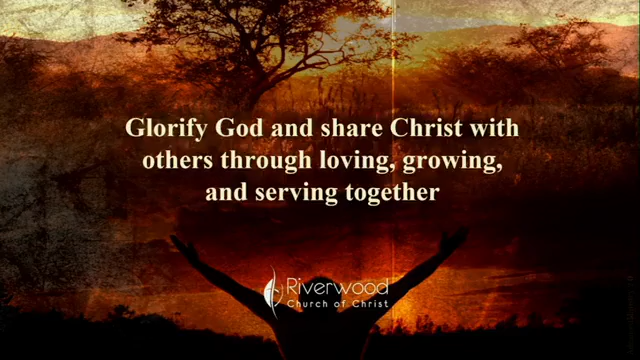 Glorify God and share Christ with
others through loving, growing,
and serving together
Riverwood
Church of Christ